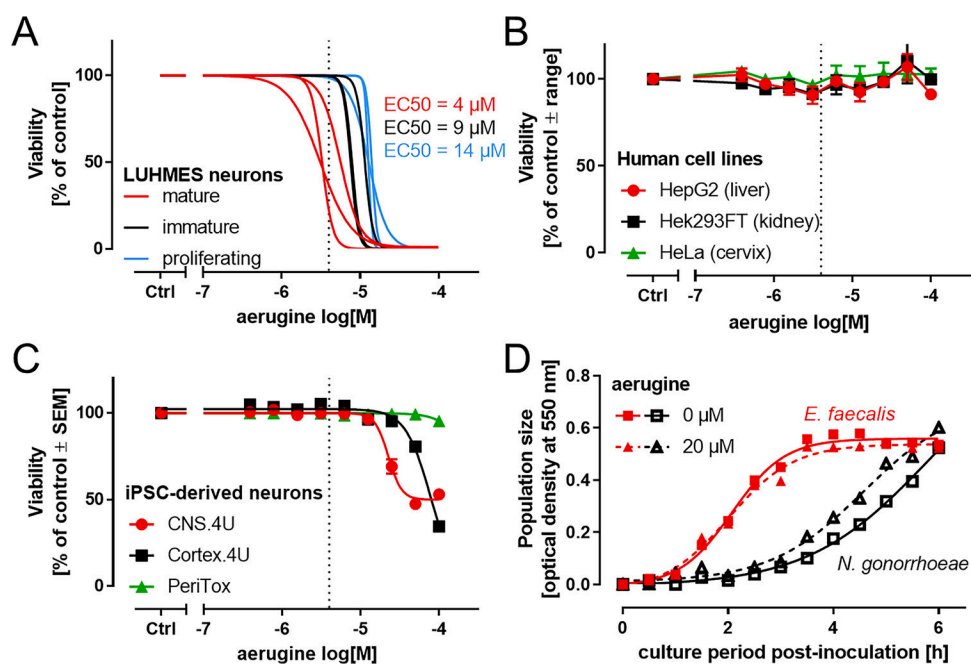 A
Viability
[% of control]
100
50
0
EC50 = 4 µM
EC50 = 9 µM
EC50 = 14 µM
LUHMES neurons
mature
immature
proliferating
Ctrl
-7
-6
-5
-4
aerugine log[M]
B
Viability
[% of control ± range]
100
50
0
Human cell lines
HepG2 (liver)
Hek293FT (kidney)
HeLa (cervix)
Ctrl
-7
-6
-5
-4
aerugine log[M]
C
Viability
[% of control ± SEM]
100
50
0
iPSC-derived neurons
CNS.4U
Cortex.4U
PeriTox
Ctrl
-7
-6
-5
-4
aerugine log[M]
D
Population size
[optical density at 550 nm]
0.8
0.6
0.4
0.2
0.0
aerugine
0 µM
20 µM
E. faecalis
N. gonorrhoeae
0
2
4
6
culture period post-inoculation [h]